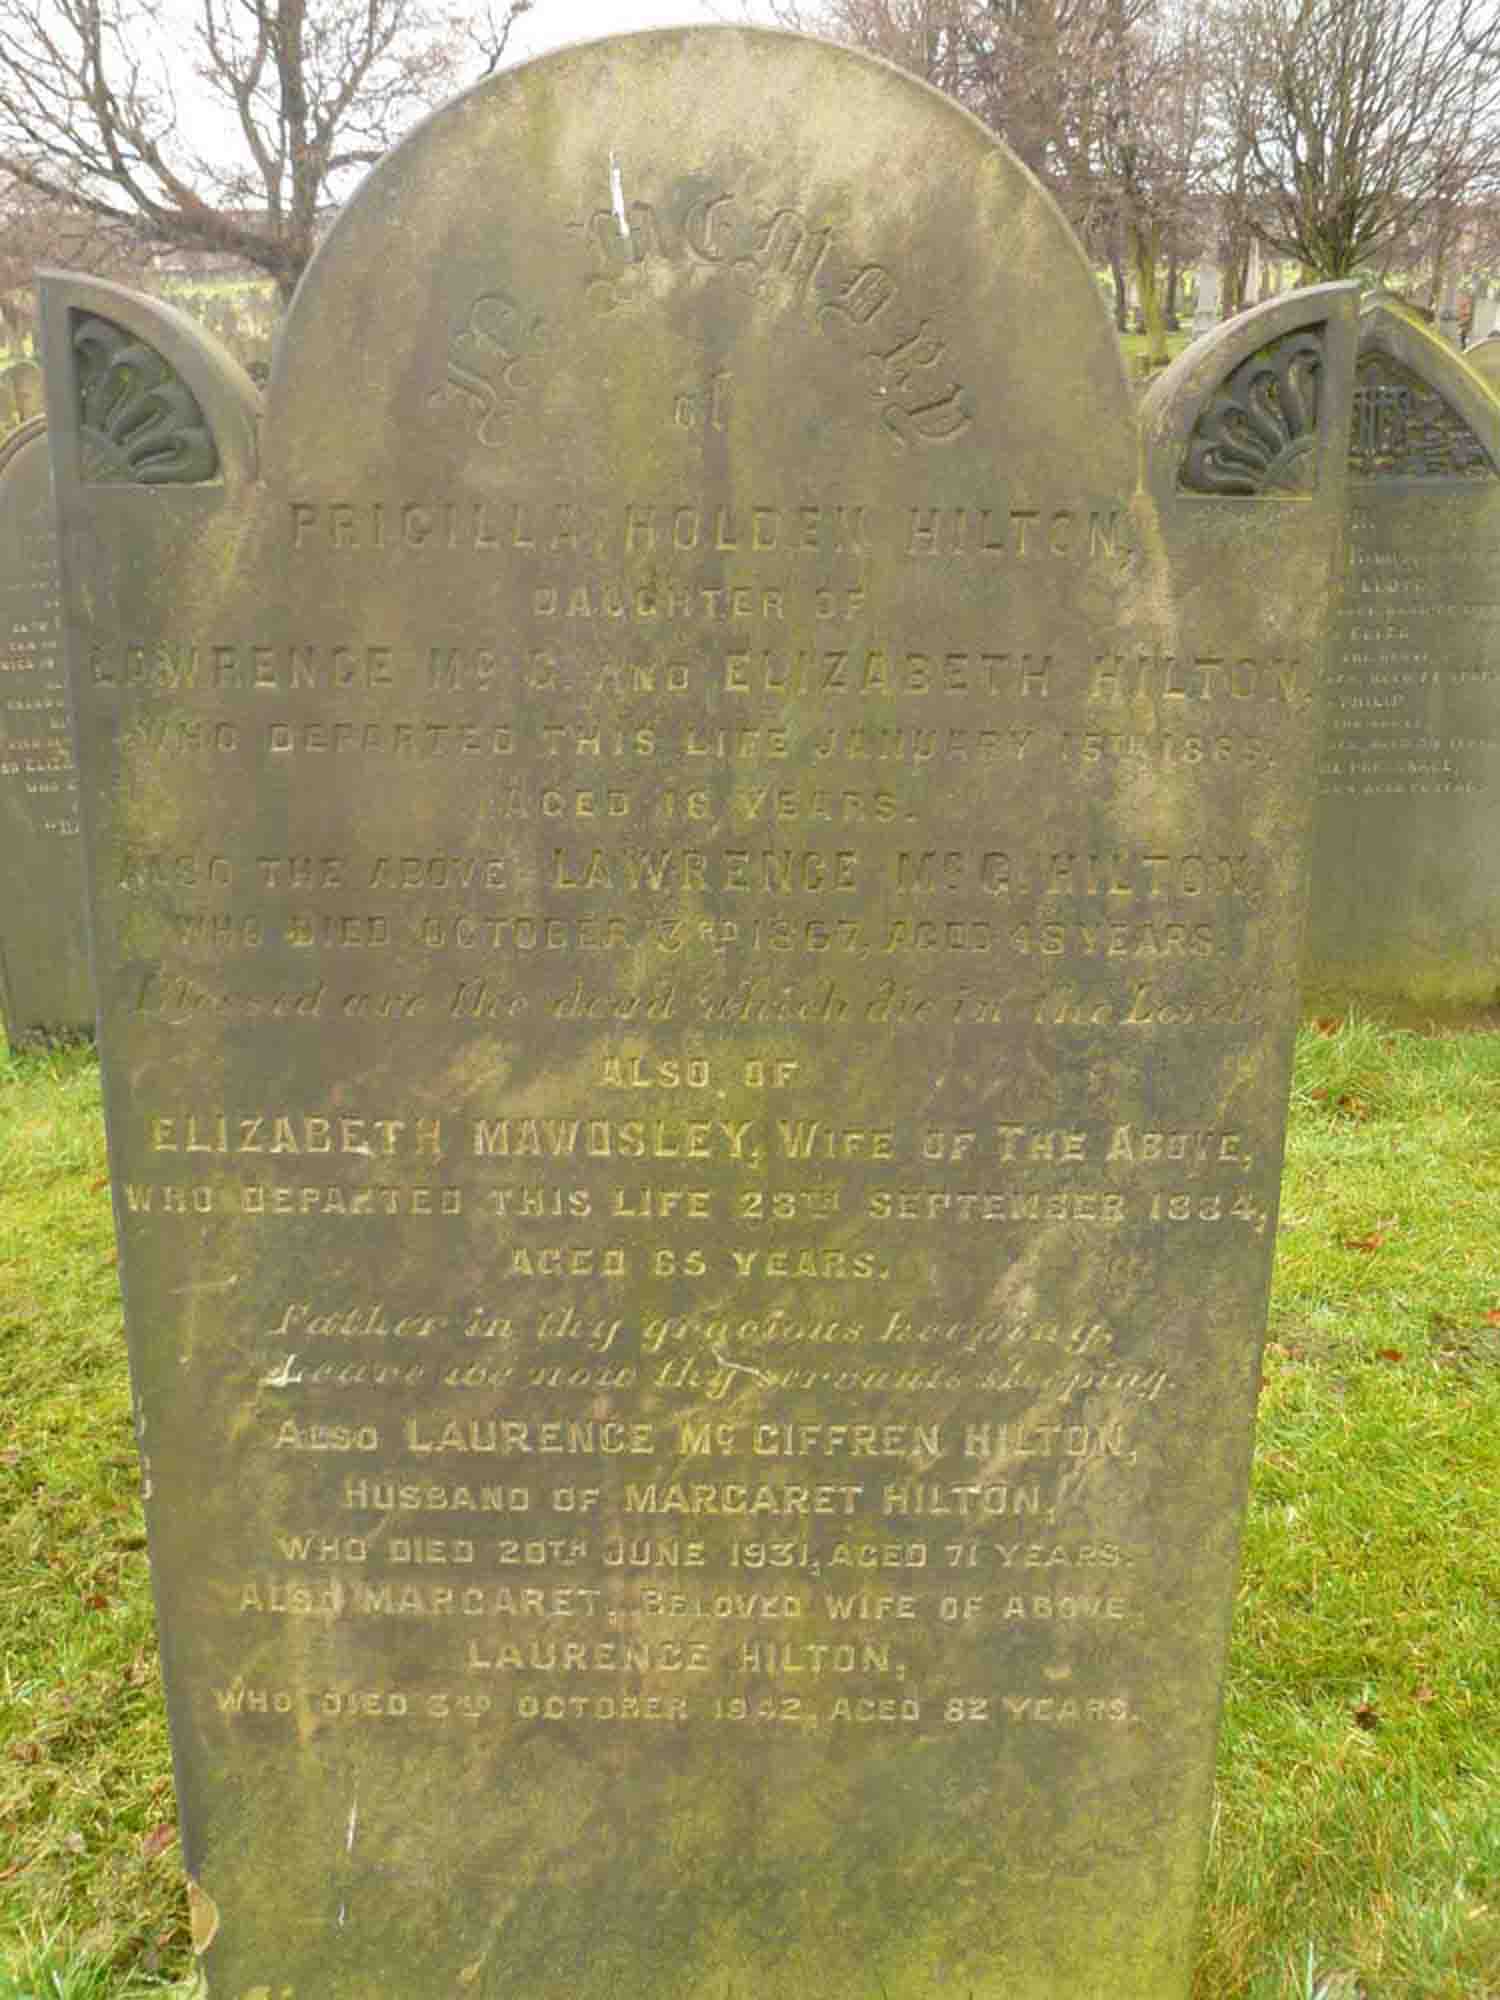 In Memory
of
PRICILLA HOLDEN HILTON,
DAUGHTER OF
LAWRENCE Mc G. AND ELIZABETH HILTON,
WHO DEPARTED THIS LIFE JANUARY 15TH
AGED 16 YEARS.
ALSO THE ABOVE LAWRENCE Mc G. HILTON,
WHO DIED OCTOBER 3RD 1867, AGED 48 YEARS.
Blessed are the dead which die in the Lord."
ALSO OF
ELIZABETH MAWDSLEY, WIFE OF THE ABOVE,
WHO DEPARTED THIS LIFE 28TH SEPTEMBER 1884,
AGED 65 YEARS.
Father in thy gracious keeping,
Leave we now thy servants sleeping.
ALSO LAURENCE Mc GIFFREN HILTON,
HUSBAND OF MARGARET HILTON,
WHO DIED 20TH JUNE 1931, AGED 71 YEARS.
ALSO MARGARET, BELOVED WIFE OF ABOVE
LAURENCE HILTON,
WHO DIED 3RD OCTOBER 1942, AGED 82 YEARS.